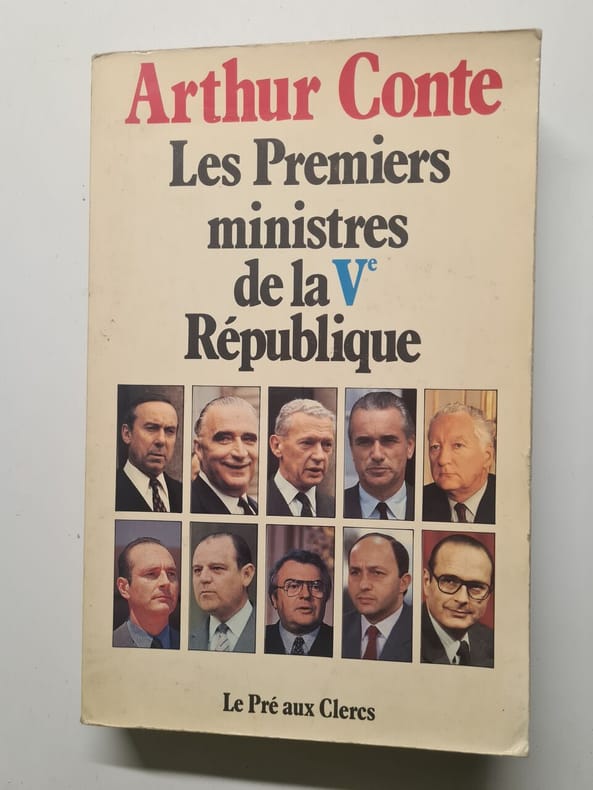 Arthur Conte
Les Premiers
ministres
de la Ve
République
Le Pré aux Clercs